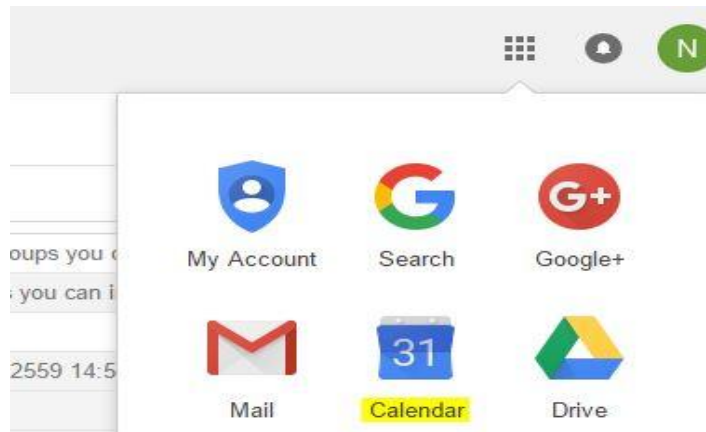 N
My Account Search Google+
G+
oups you
you can i
31
2559 14:5
Mail Calendar Drive